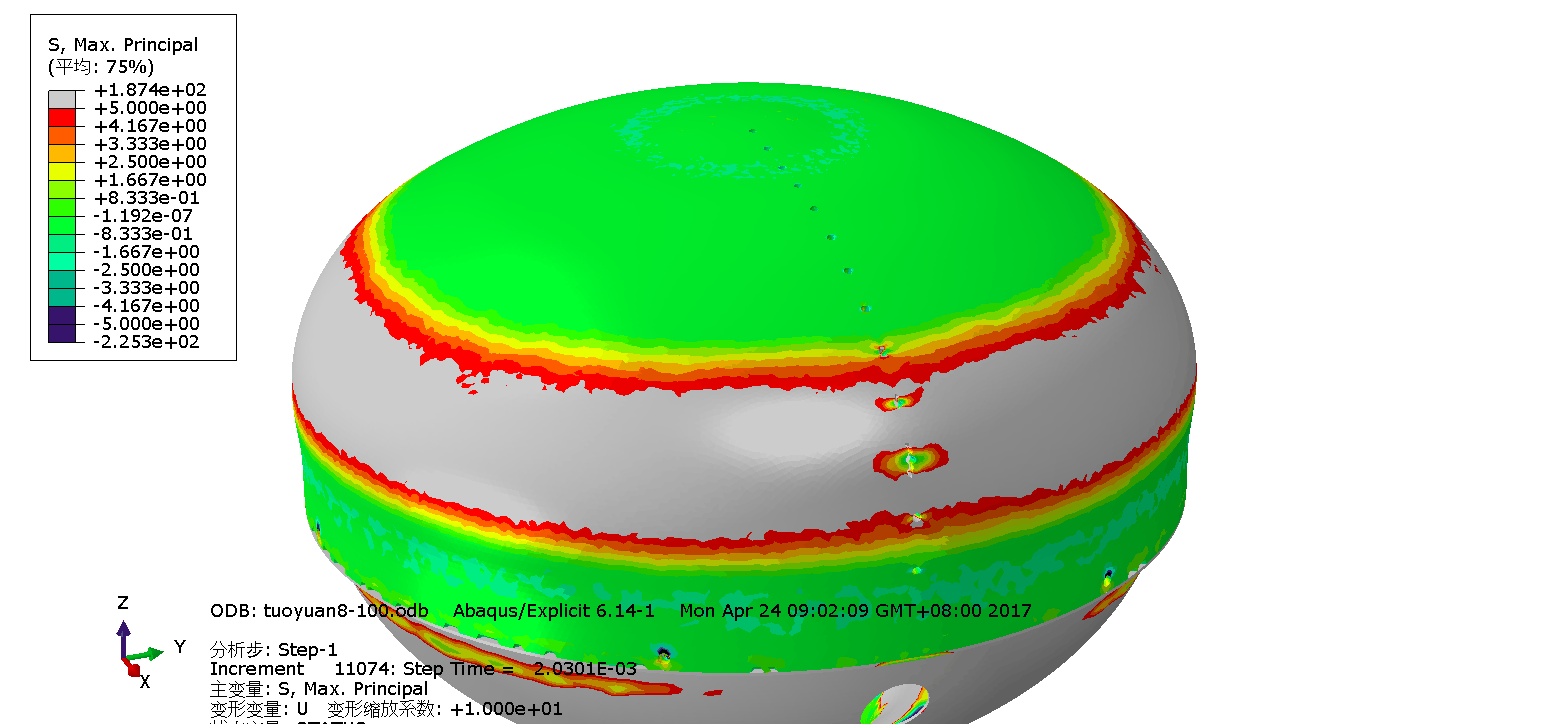 S, Max. Principal
(平均: 75%)
+1.874e+02
+5.000e+00
+4.167e+00
+3.333e+00
+2.500e+00
+1.667e+00
+8.333e-01
-1.192e-07
-8.333e-01
-1.667e+00
-2.500e+00
-3.333e+00
-4.167e+00
-5.000e+00
-2.253e+02
Z
Y
X
ODB: tuoyuan8-100.odb Abaqus/Explicit 6.14-1 Mon Apr 24 09:02:09 GMT+08:00 2017
分析步: Step-1
Increment 11074: Step Time = 2.0301E-03
主变量: S, Max. Principal
变形变量: U 变形缩放系数: +1.000e+01